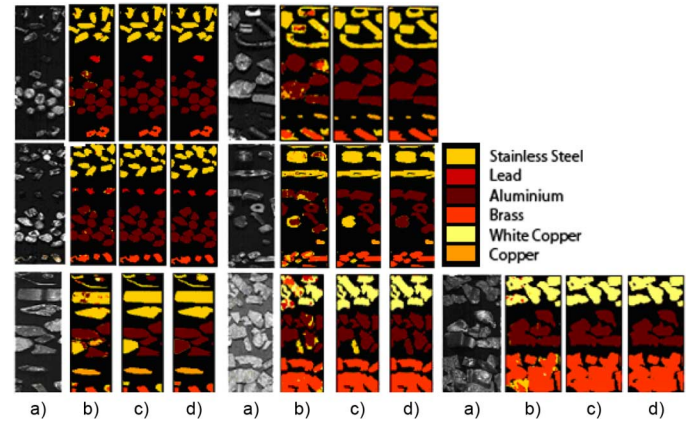 Stainless Steel
Lead
Aluminium
Brass
White Copper
Copper
a) b) c) d) a) b) c) d) a) b) c) d)